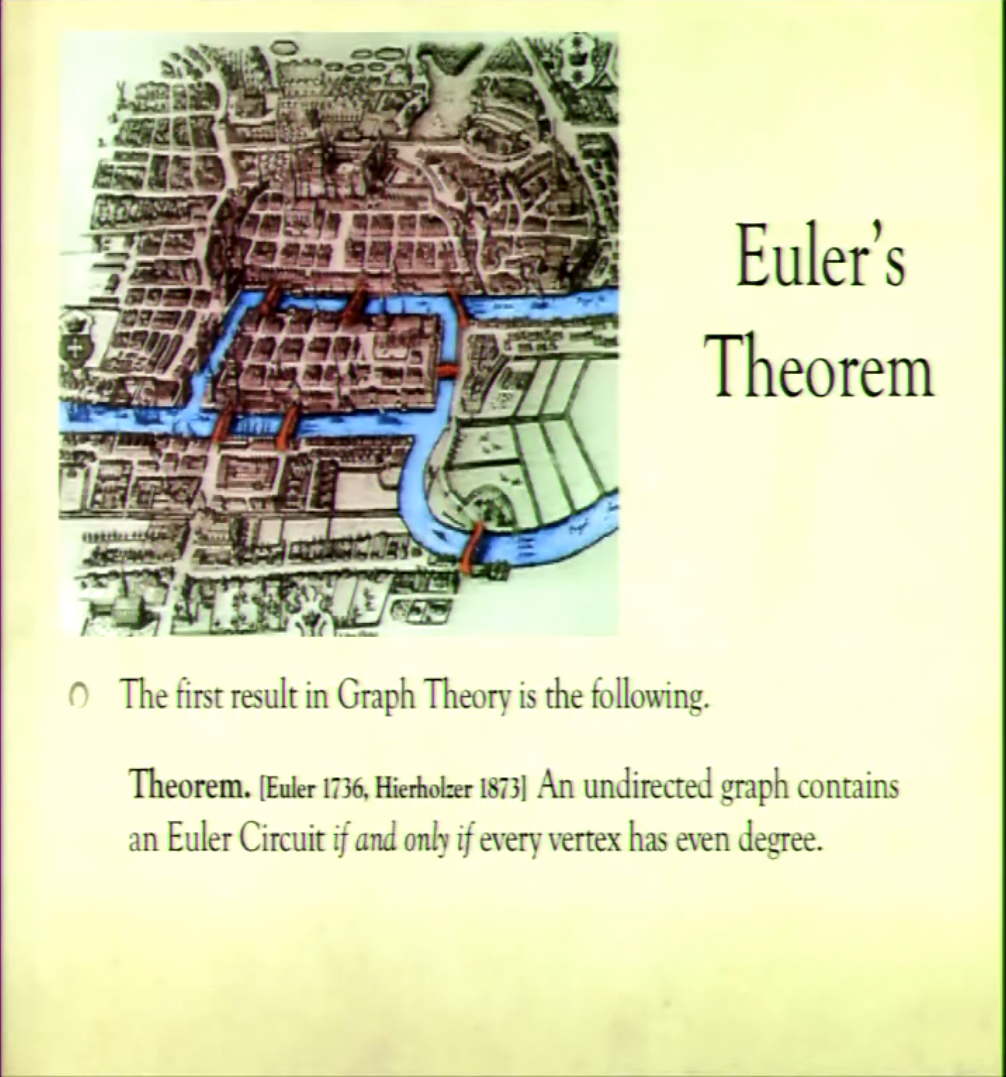 Euler's
Theorem
The first result in Graph Theory is the following.
Theorem. [Euler 1736, Hierholzer 1873] An undirected graph contains
an Euler Circuit if and only if every vertex has even degree.